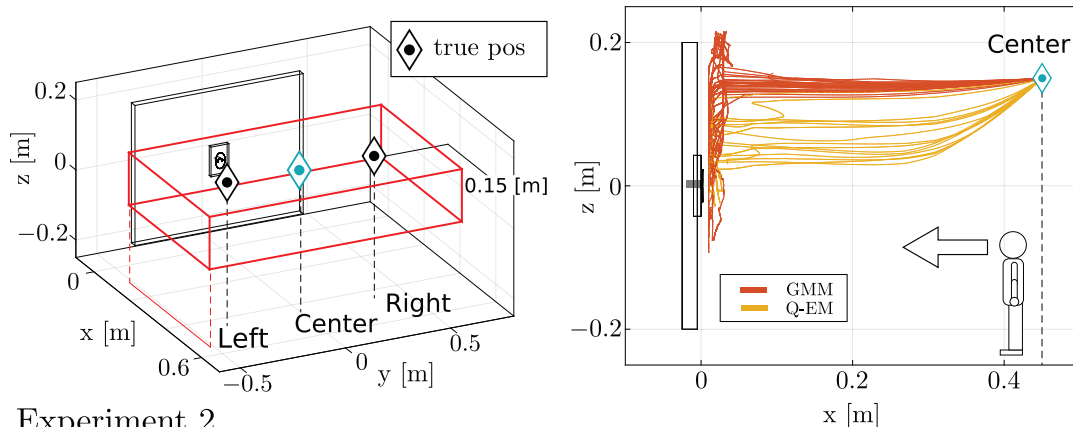 true pos
0.2
0
−0.2
z [m]
0.15 [m]
0
0.6
x [m]
Left
Center
Right
−0.5
0
0.5
y [m]
Experiment 2
0.2
0
−0.2
z [m]
Center
GMM
Q-EM
0
0.2
0.4
x [m]